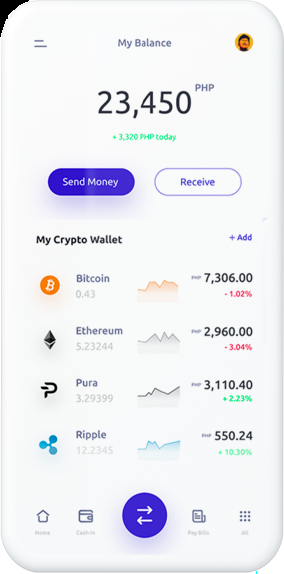 My Balance
23,450 PHP
+ 3,320 PHP today
Send Money Receive
My Crypto Wallet + Add
Bitcoin PHP 7,306.00
0.43 - 1.02%
Ethereum PHP 2,960.00
5.23244 - 3.04%
Pura PHP 3,110.40
3.29399 + 2,23%
Ripple PHP 550.24
12.2345 + 10.30%
Home Cash-in Pay Bills All